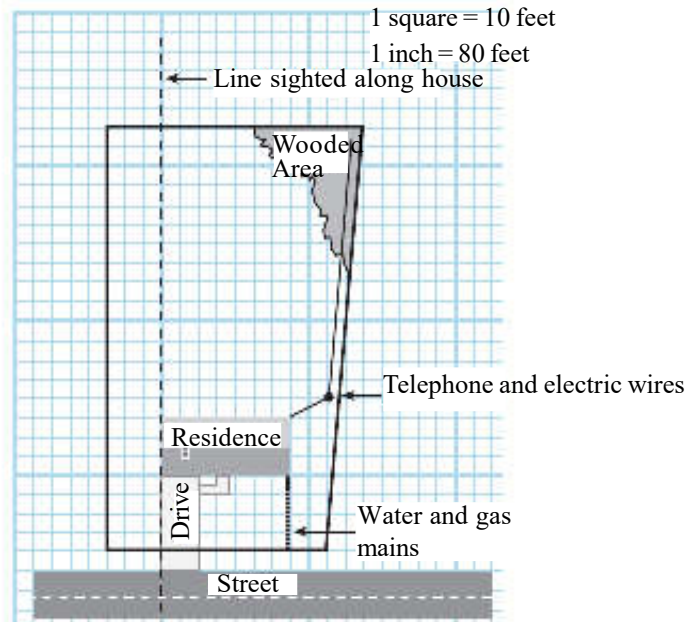 1 square = 10 feet
1 inch = 80 feet
Line sighted along house
Wooded
Area
Telephone and electric wires
Residence
Drive
Water and gas
mains
Street